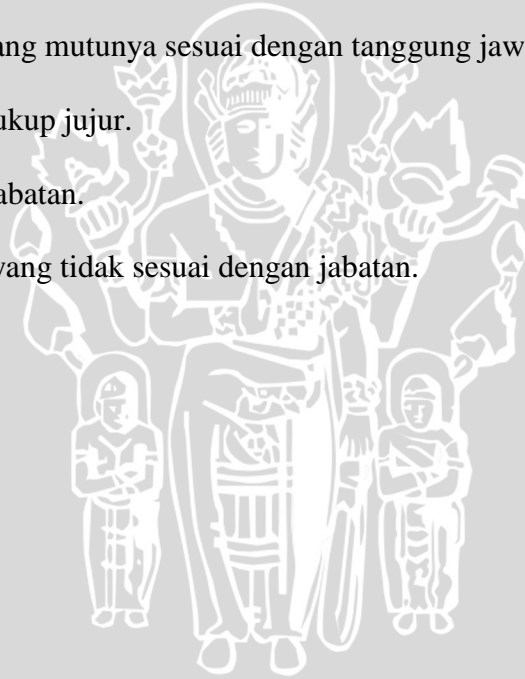 ang mutunya sesuai dengan tanggung jaw
ukup jujur.
abatan.
yang tidak sesuai dengan jabatan.